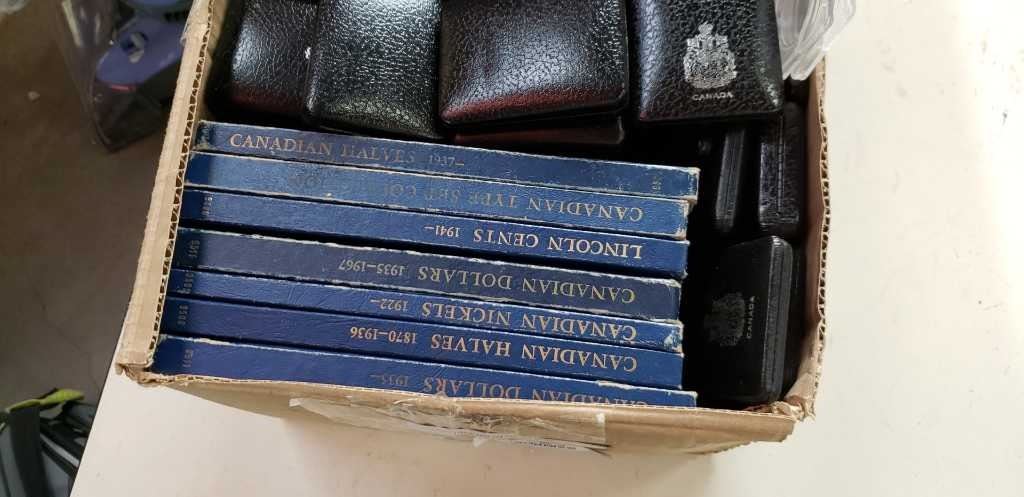 CANADA
CANADIAN HALVES 1937–
CANADIAN TYPE SET
LINCOLN CENTS 1941–
CANADIAN DOLLARS 1935–1967
CANADIAN NICKELS 1922–
CANADIAN HALVES 1870–1936
CANADIAN DOLLARS 1935–
CANADA